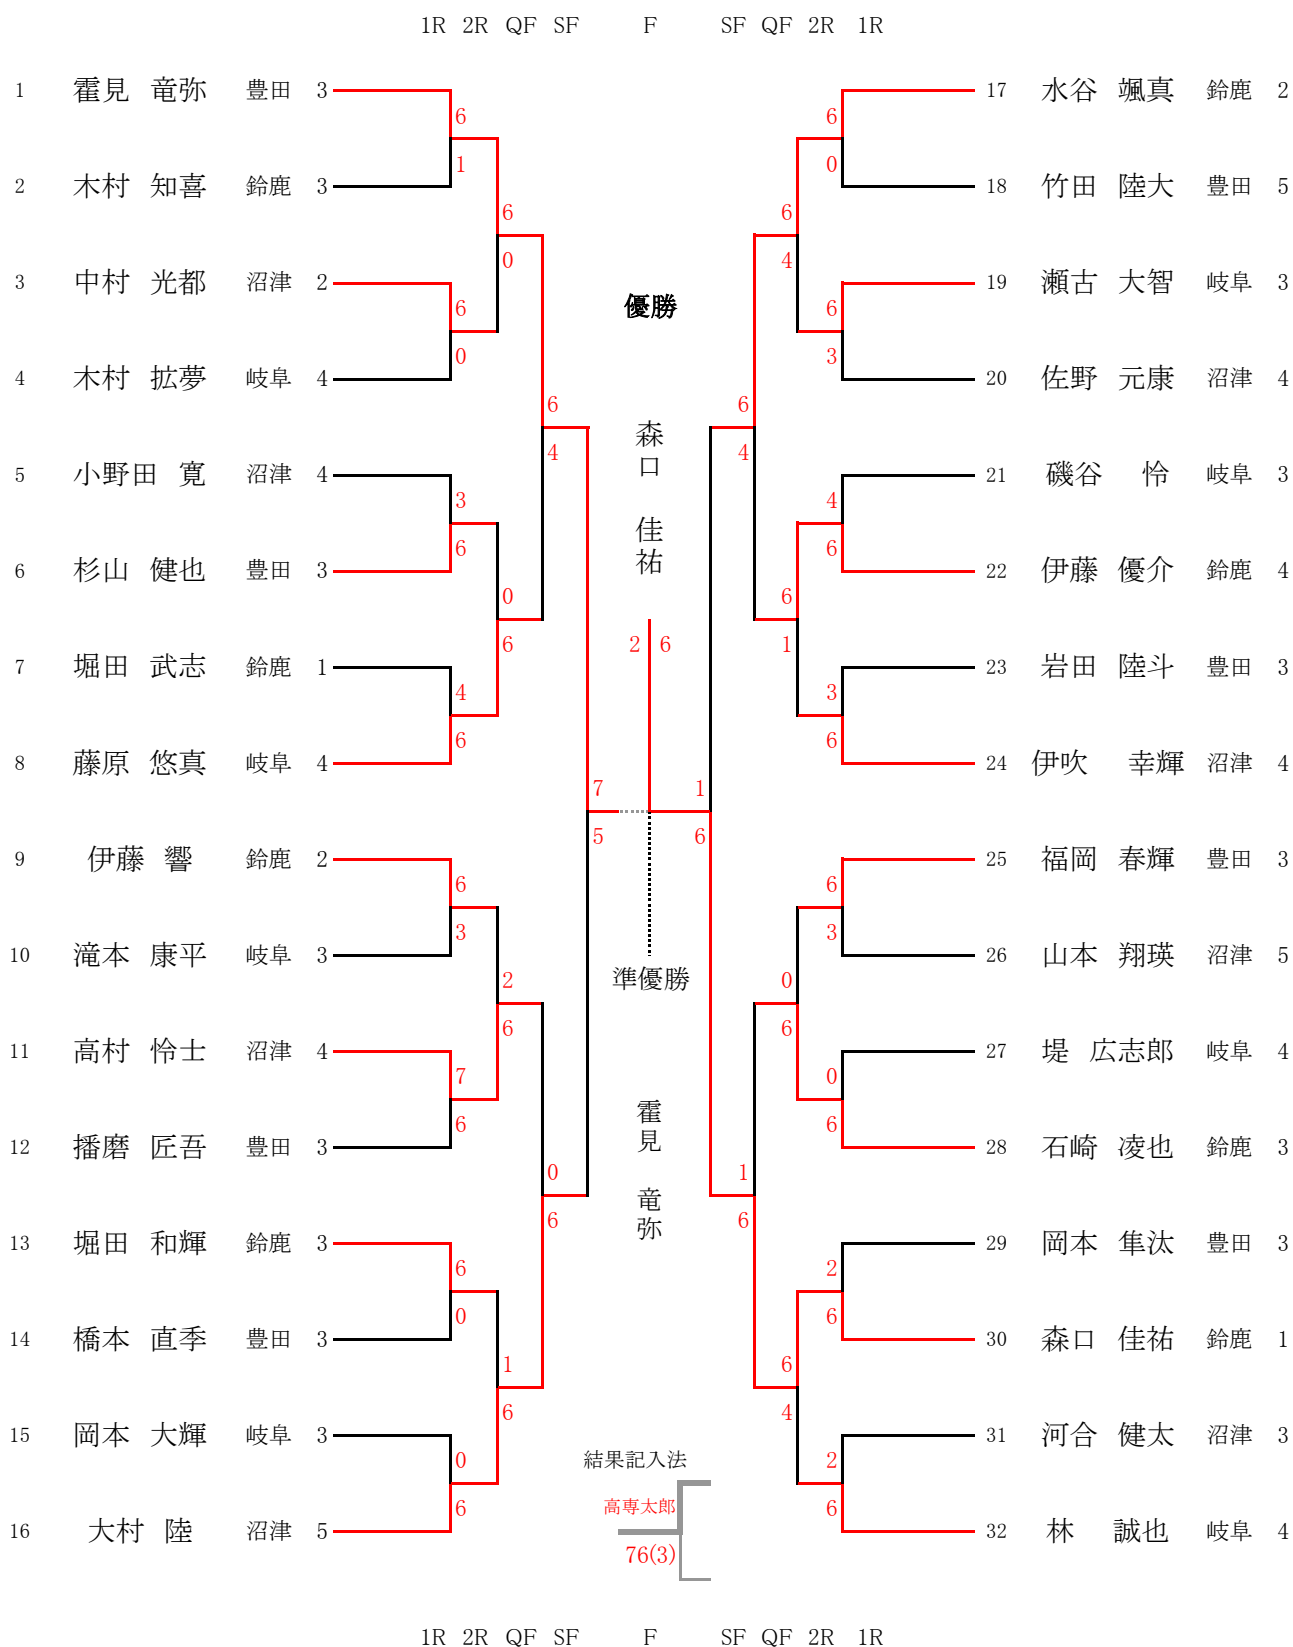 1R 2R QF SF F SF QF 2R 1R
1 霍見 竜弥 豊田 3 17 水谷 颯真 鈴鹿 2
6 6
1 0
2 木村 知喜 鈴鹿 3 18 竹田 陸大 豊田 5
6 6
0 4
3 中村 光都 沼津 2 19 瀬古 大智 岐阜 3
優勝
6 6
0 3
4 木村 拡夢 岐阜 4 20 佐野 元康 沼津 4
6 6
4 4
森口 佳祐
5 小野田 寛 沼津 4 21 磯谷 怜 岐阜 3
3 4
6 6
6 杉山 健也 豊田 3 22 伊藤 優介 鈴鹿 4
0 6
6 2 6 1
7 堀田 武志 鈴鹿 1 23 岩田 陸斗 豊田 3
4 3
6 6
8 藤原 悠真 岐阜 4 24 伊吹 幸輝 沼津 4
7 1
5 6
9 伊藤 響 鈴鹿 2 25 福岡 春輝 豊田 3
6 6
3 3
10 滝本 康平 岐阜 3 26 山本 翔瑛 沼津 5
2 準優勝 0
6 6
11 高村 怜士 沼津 4 27 堤 広志郎 岐阜 4
7 0
6 6
霍見 竜弥
12 播磨 匠吾 豊田 3 28 石崎 凌也 鈴鹿 3
0 1
6 6
13 堀田 和輝 鈴鹿 3 29 岡本 隼汰 豊田 3
6 2
0 6
14 橋本 直季 豊田 3 30 森口 佳祐 鈴鹿 1
1 6
6 4
15 岡本 大輝 岐阜 3 31 河合 健太 沼津 3
結果記入法
0 2
6 高専太郎 6
16 大村 陸 沼津 5 32 林 誠也 岐阜 4
76(3)
1R 2R QF SF F SF QF 2R 1R